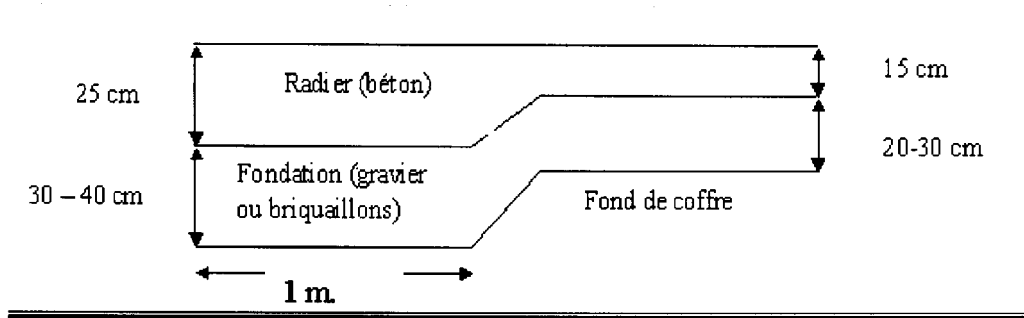 25 cm
Radier (béton)
15 cm
30 – 40 cm
Fondation (gravier
ou briquaillons)
20-30 cm
Fond de coffre
1 m.